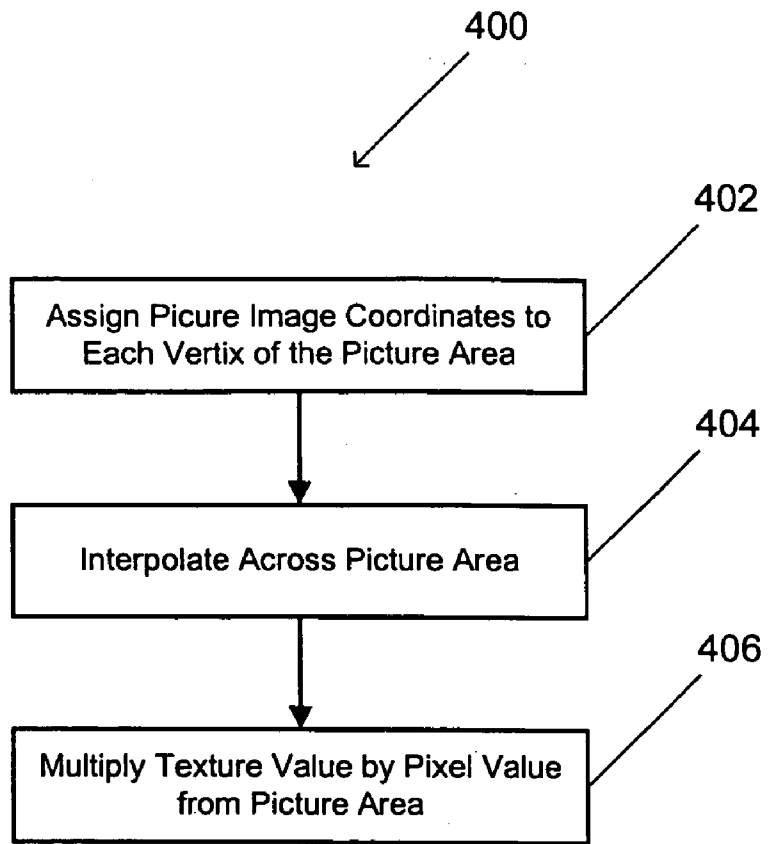 400
402
Assign Picure Image Coordinates to
Each Vertix of the Picture Area
404
Interpolate Across Picture Area
406
Multiply Texture Value by Pixel Value
from Picture Area